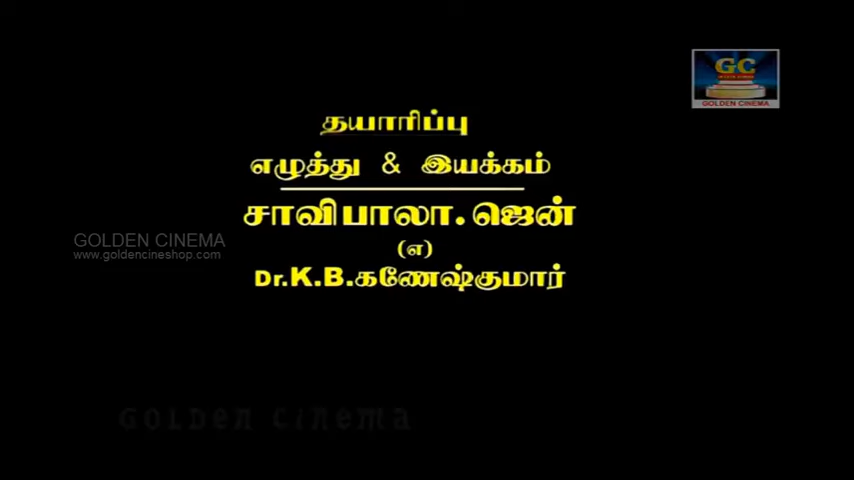 GC
GOLDEN CINEMA
தயாரிப்பு
எழுத்து & இயக்கம்
சாவிபாலா.ஜென்
(எ)
Dr.K.B.கணேஷ்குமார்
GOLDEN CINEMA
www.goldencineshop.com
GOLDEN CINEMA